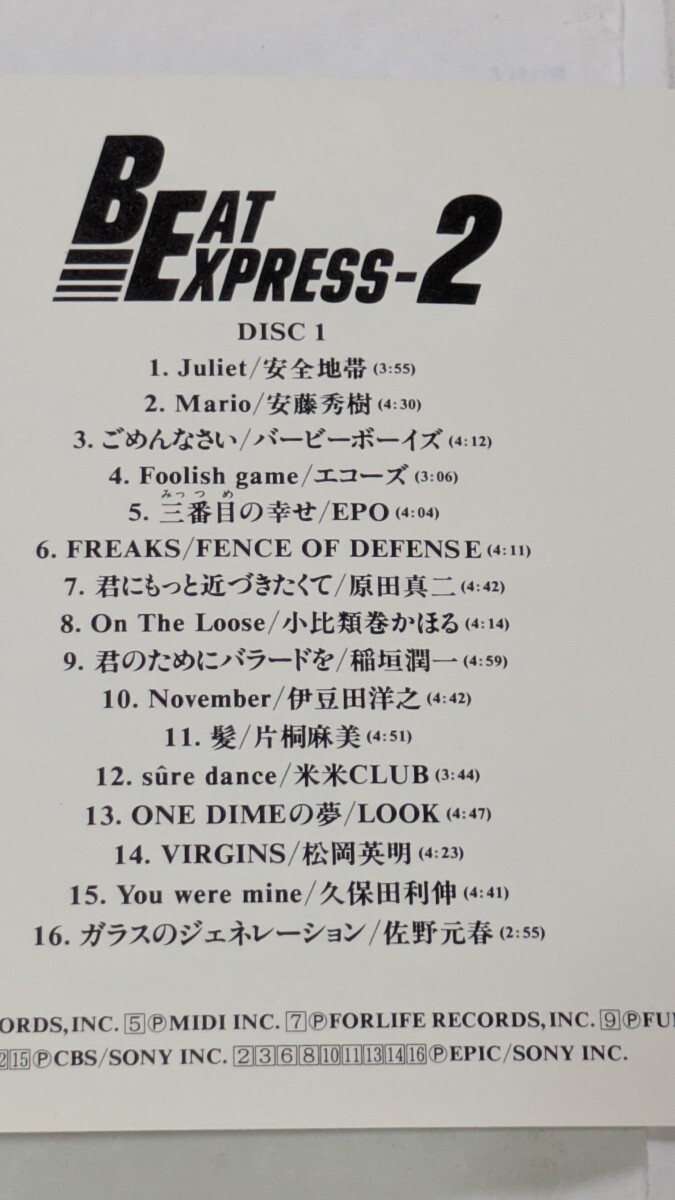 BEAT
EXPRESS-2
DISC 1
1. Juliet/安全地帯(3:55)
2. Mario/安藤秀樹(4:30)
3. ごめんなさい/バービーボーイズ(4:12)
4. Foolish game/エコーズ(3:06)
みっつめ
5. 三番目の幸せ/EPO(4:04)
6. FREAKS/FENCE OF DEFENSE(4:11)
7. 君にもっと近づきたくて/原田真二(4:42)
8. On The Loose/小比類巻かほる(4:14)
9. 君のためにバラードを/稲垣潤一(4:59)
10. November/伊豆田洋之(4:42)
11. 髪/片桐麻美(4:51)
12. sûre dance/米米CLUB(3:44)
13. ONE DIMEの夢/LOOK(4:47)
14. VIRGINS/松岡英明(4:23)
15. You were mine/久保田利伸(4:41)
16. ガラスのジェネレーション/佐野元春(2:55)
ORDS,INC. 5℗MIDI INC. 7℗FORLIFE RECORDS,INC. 9℗FUN
2 15℗CBS/SONY INC. 2 3 6 8 10 11 13 14 16℗EPIC/SONY INC.